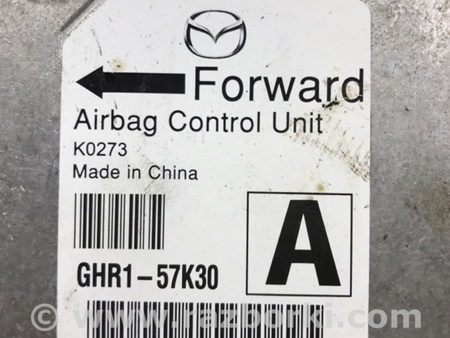 Forward
Airbag Control Unit
K0273
Made in China
A
GHR1-57K30
© www.razborki.com